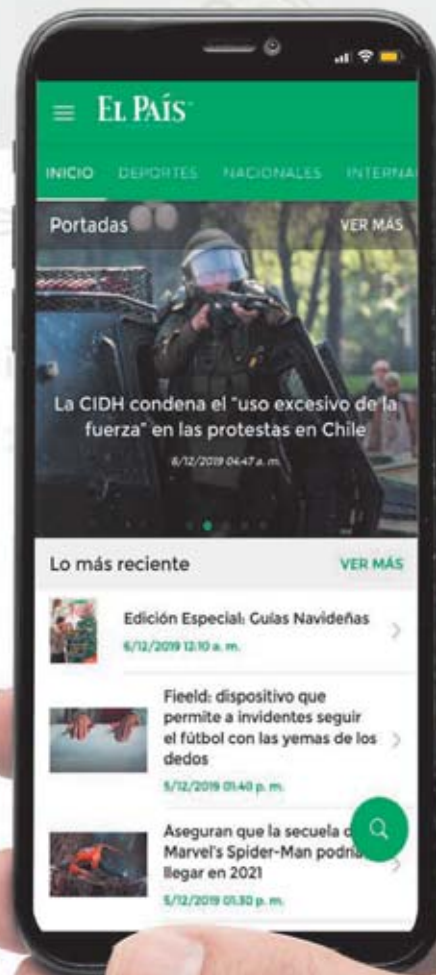 EL PAÍS
INICIO DEPORTES NACIONALES INTERNA
Portadas VER MÁS
La CIDH condena el "uso excesivo de la
fuerza" en las protestas en Chile
6/12/2019 04:47 a. m.
Lo más reciente VER MÁS
Edición Especial: Guías Navideñas
6/12/2019 12:10 a. m.
Fieeld: dispositivo que
permite a invidentes seguir
el fútbol con las yemas de los
dedos
5/12/2019 01:40 p. m.
Aseguran que la secuela d
Marvel's Spider-Man podría
llegar en 2021
5/12/2019 01:30 p. m.